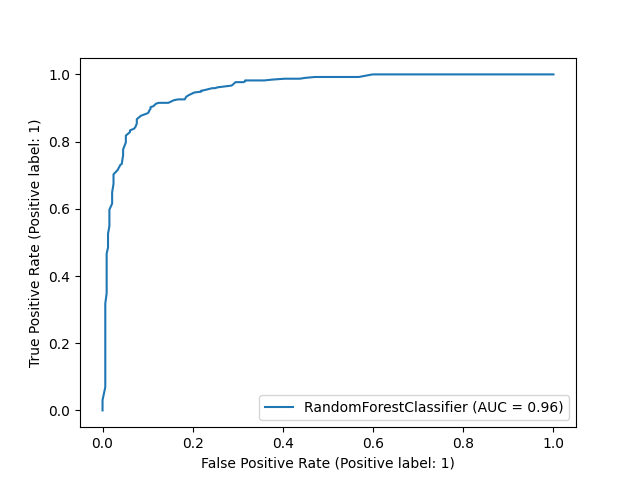 1.0
0.8
0.6
0.4
0.2
0.0
True Positive Rate (Positive label: 1)
RandomForestClassifier (AUC = 0.96)
0.0 0.2 0.4 0.6 0.8 1.0
False Positive Rate (Positive label: 1)